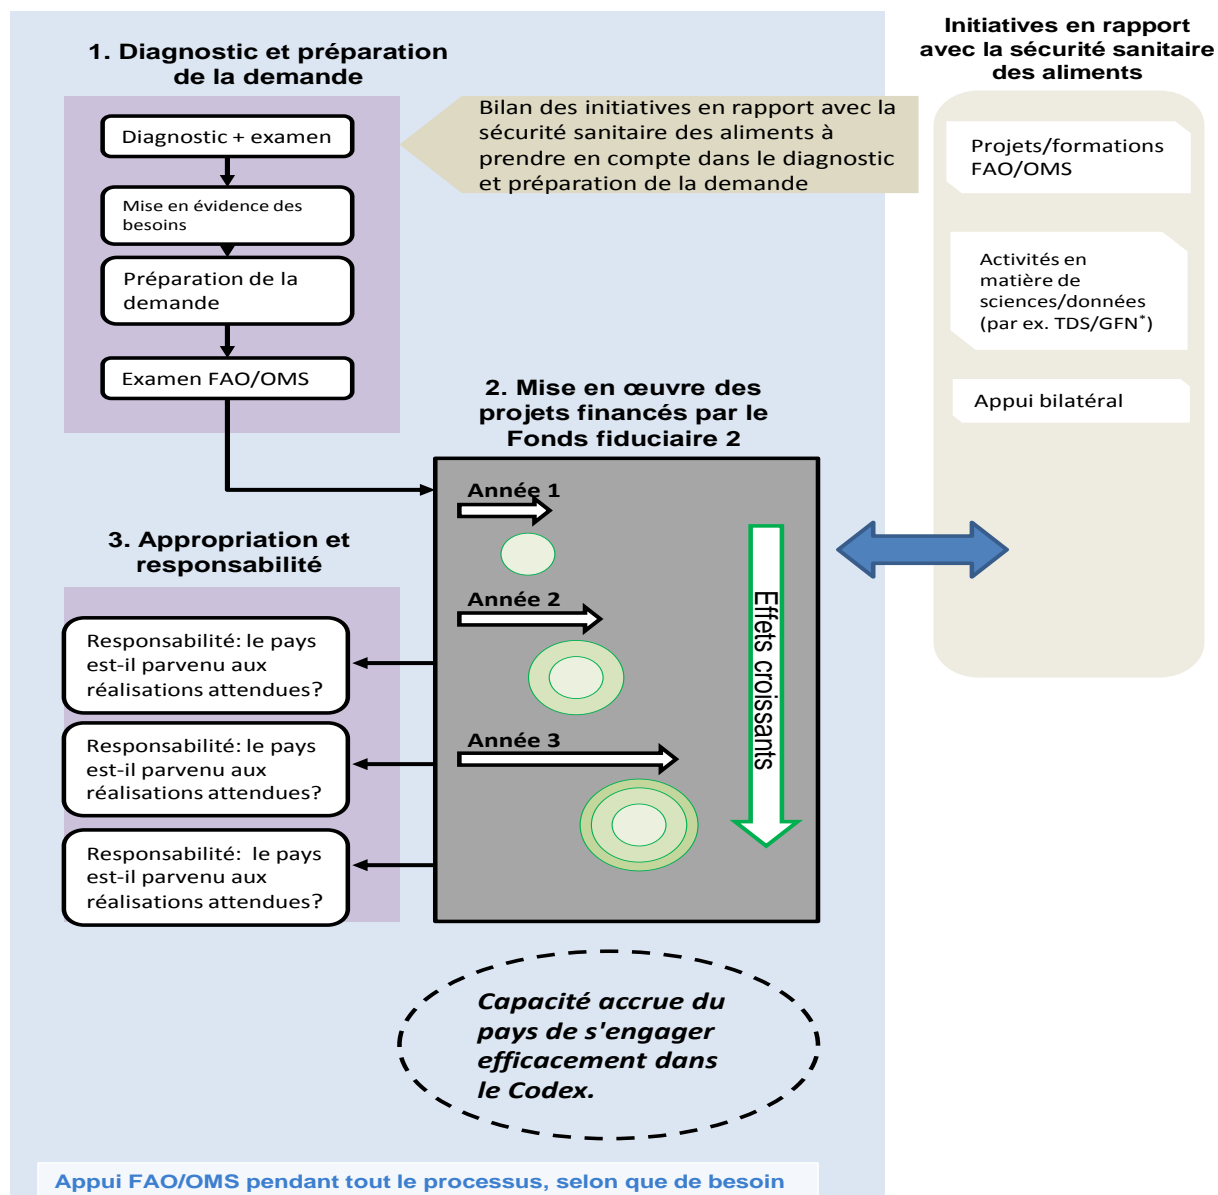 1. Diagnostic et préparation
de la demande
Diagnostic + examen
Mise en évidence des
besoins
Préparation de la
demande
Examen FAO/OMS
Bilan des initiatives en rapport avec la
sécurité sanitaire des aliments à
prendre en compte dans le diagnostic
et préparation de la demande
Initiatives en rapport
avec la sécurité sanitaire
des aliments
Projets/formations
FAO/OMS
Activités en
matière de
sciences/données
(par ex. TDS/GFN*)
Appui bilatéral
2. Mise en œuvre des
projets financés par le
Fonds fiduciaire 2
Année 1
Année 2
Année 3
Effets croissants
3. Appropriation et
responsabilité
Responsabilité: le pays
est-il parvenu aux
réalisations attendues?
Responsabilité: le pays
est-il parvenu aux
réalisations attendues?
Responsabilité:  le pays
est-il parvenu aux
réalisations attendues?
Capacité accrue du
pays de s'engager
efficacement dans
le Codex.
Appui FAO/OMS pendant tout le processus, selon que de besoin